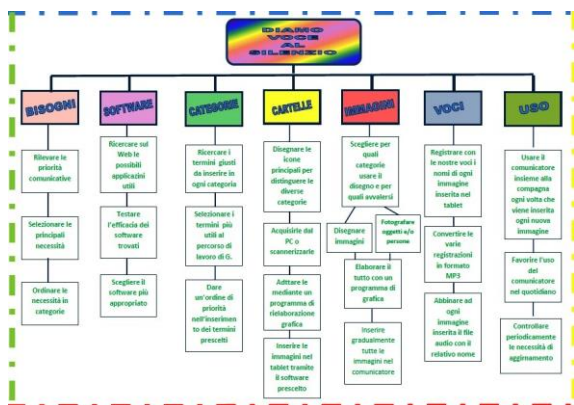 DIAMO
VOCE
AL
SILENZIO
BISOGNI
Rilevare le
priorità
comunicative
Selezionare le
principali
necessità
Ordinare le
necessità in
categorie
SOFTWARE
Ricercare sul
Web le
possibili
applicazini
utili
Testare
l'efficacia dei
software
trovati
Scegliere il
software più
appropriato
CATEGORIE
Ricercare i
termini giusti
da inserire in
ogni categoria
Selezionare i
termini più
utili al
percorso di
lavoro di G.
Dare
un'ordine di
priorità
nell'inserimen
to dei termini
prescelti
CARTELLE
Disegnare le
icone
principali per
distinguere le
diverse
categorie
Acquisirle dal
PC o
scannerizzarle
Adittare le
mediante un
programma di
rielaborazione
grafica
Inserire le
immagini nel
tablet tramite
il software
prescelto
IMMAGINI
Scegliere per
quali
categorie
usare il
disegno e per
quali avvalersi
Disegnare
immagini
Fotografare
oggetti e/o
persone
Elaborare il
tutto con un
programma di
grafica
Inserire
gradualmente
tutte le
immagini nel
comunicatore
VOCI
Registrare con
le nostre voci i
nomi di ogni
immagine
inserita nel
tablet
Convertire le
varie
registrazioni
in formato
MP3
Abbinare ad
ogni
immagine
inserita il file
audio con il
relativo nome
USO
Usare il
comunicatore
insieme alla
compagna
ogni volta che
viene inserita
ogni nuova
immagine
Favorire l'uso
del
comunicatore
nel quotidiano
Controllare
periodicamente
le necessità di
aggirnamento